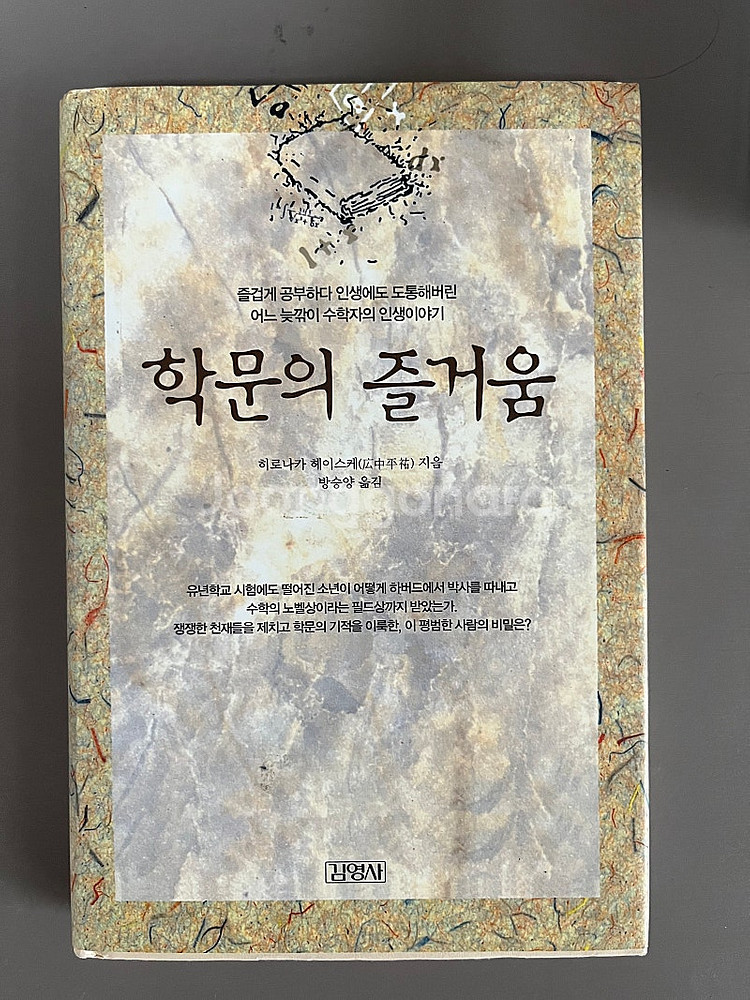 dx
즐겁게 공부하다 인생에도 도통해버린
어느 늦깎이 수학자의 인생이야기
학문의 즐거움
히로나카 헤이스케(広中平祐) 지음
방승양 옮김
유년학교 시험에도 떨어진 소년이 어떻게 하버드에서 박사를 따내고
수학의 노벨상이라는 필드상까지 받았는가.
쟁쟁한 천재들을 제치고 학문의 기적을 이룩한, 이 평범한 사람의 비밀은?
김영사